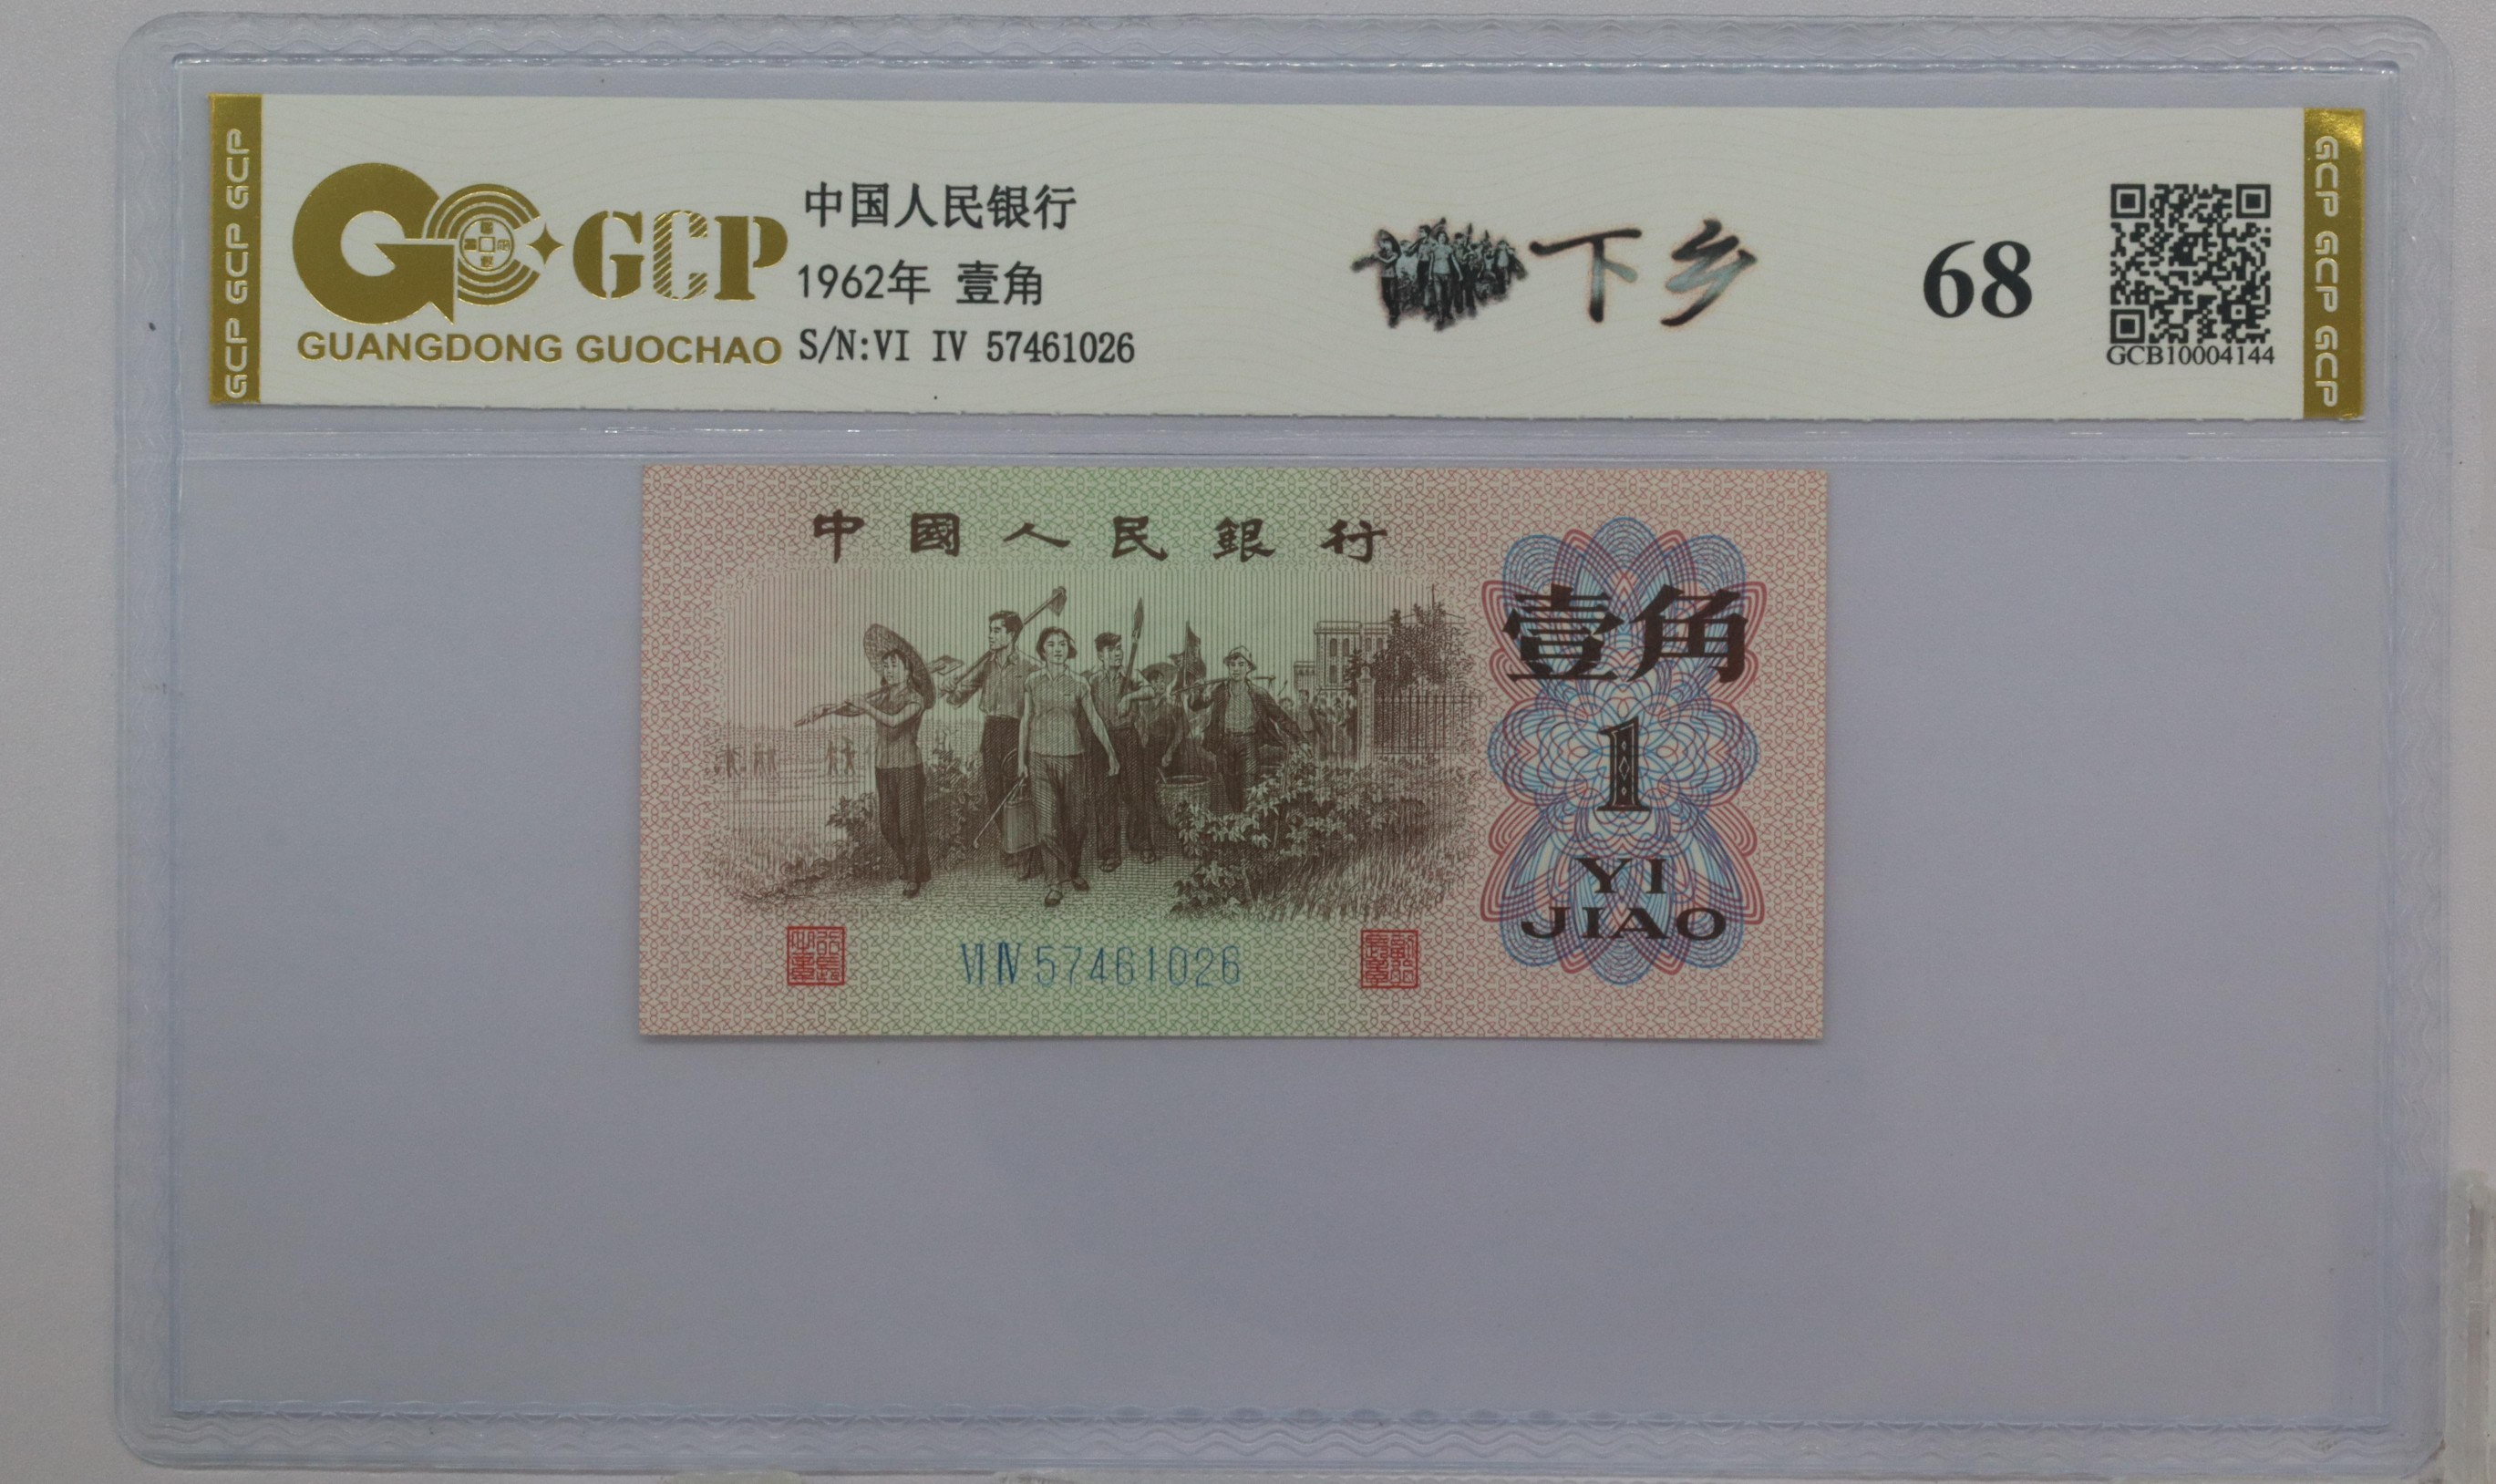 GCP GCP GCP
GCP
GUANGDONG GUOCHAO
中国人民银行
1962年 壹角
S/N:VI IV 57461026
下乡
68
GCB10004144
GCP GCP GCP
中國人民銀行
壹角
1
YI
JIAO
VI IV 57461026